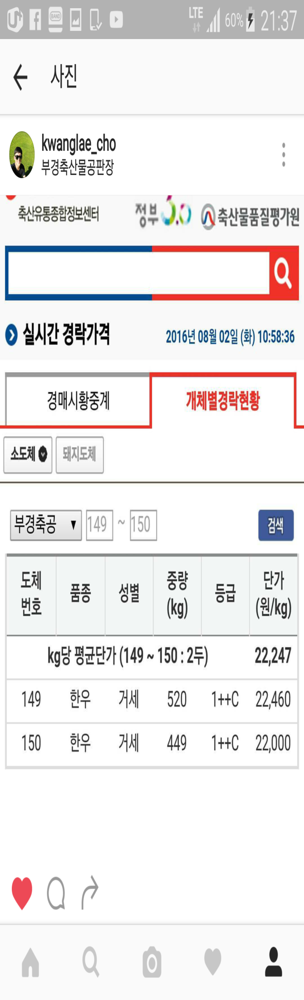 LTE 60% 21:37
BAND
사진
kwanglae_cho
부경축산물공판장
축산유통종합정보센터 정부3.0 축산물품질평가원
실시간 경락가격 2016년 08월 02일 (화) 10:58:36
경매시황중계 개체별경락현황
소도체 돼지도체
부경축공 149 ~ 150 검색
도체번호 품종 성별 중량(kg) 등급 단가(원/kg)
kg당 평균단가 (149 ~ 150 : 2두) 22,247
149 한우 거세 520 1++C 22,460
150 한우 거세 449 1++C 22,000